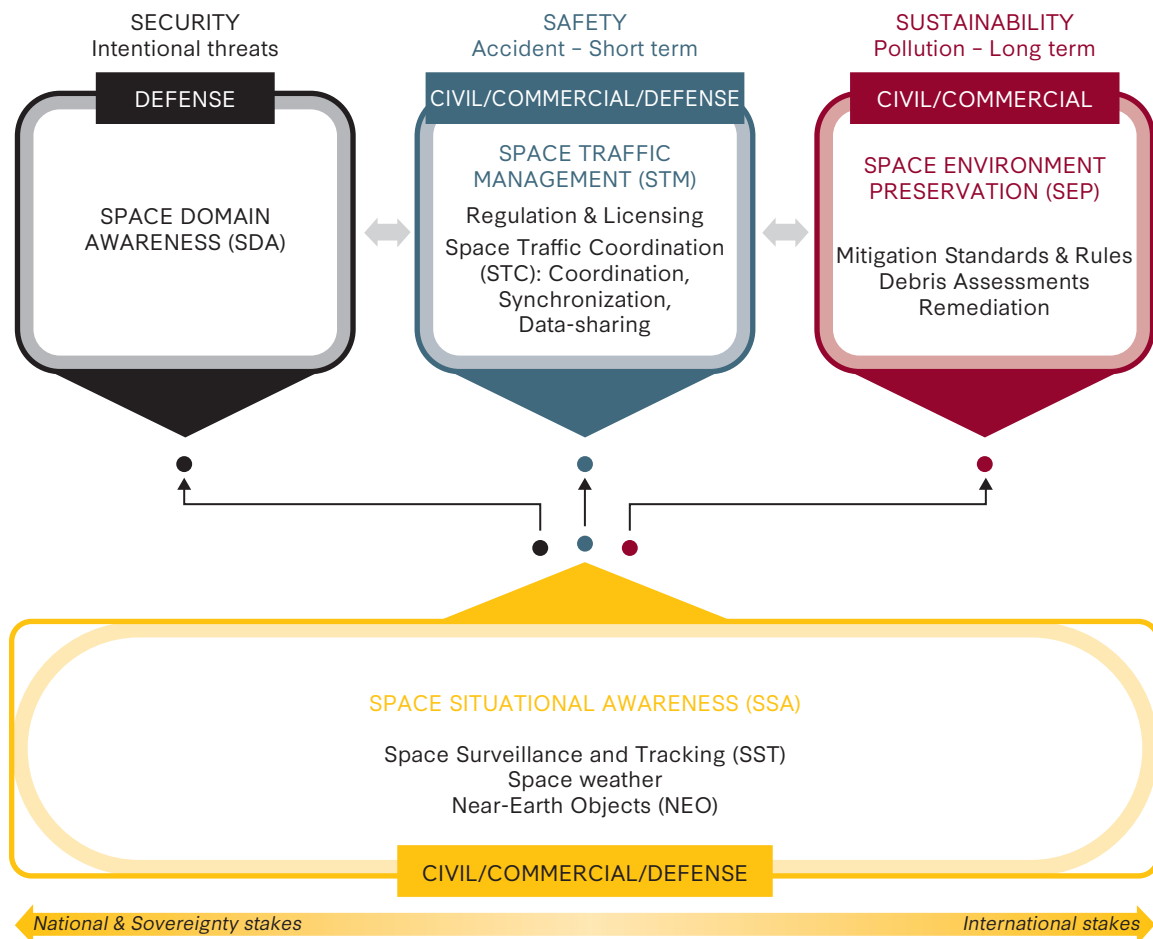 SECURITY
Intentional threats
DEFENSE
SPACE DOMAIN
AWARENESS (SDA)
SAFETY
Accident – Short term
CIVIL/COMMERCIAL/DEFENSE
SPACE TRAFFIC
MANAGEMENT (STM)
Regulation & Licensing
Space Traffic Coordination
(STC): Coordination,
Synchronization,
Data-sharing
SUSTAINABILITY
Pollution – Long term
CIVIL/COMMERCIAL
SPACE ENVIRONMENT
PRESERVATION (SEP)
Mitigation Standards & Rules
Debris Assessments
Remediation
SPACE SITUATIONAL AWARENESS (SSA)
Space Surveillance and Tracking (SST)
Space weather
Near-Earth Objects (NEO)
CIVIL/COMMERCIAL/DEFENSE
National & Sovereignty stakes
International stakes